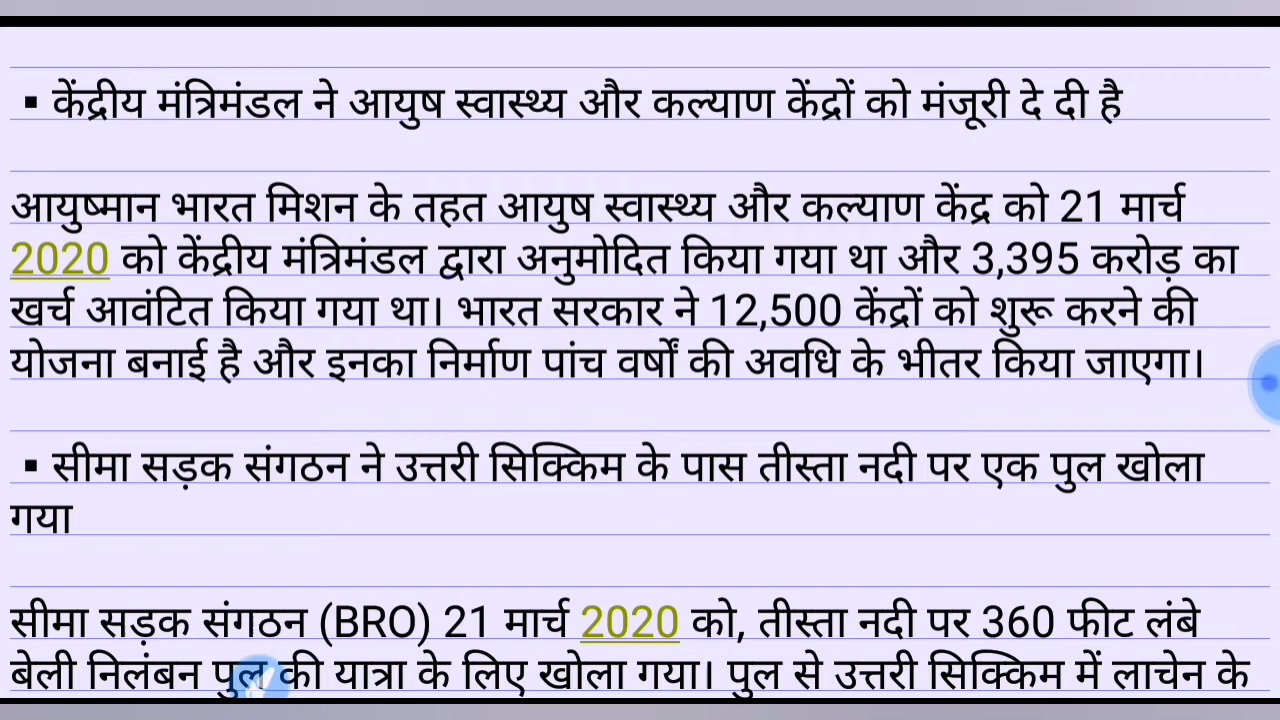 ▪ केंद्रीय मंत्रिमंडल ने आयुष स्वास्थ्य और कल्याण केंद्रों को मंजूरी दे दी है
आयुष्मान भारत मिशन के तहत आयुष स्वास्थ्य और कल्याण केंद्र को 21 मार्च
2020 को केंद्रीय मंत्रिमंडल द्वारा अनुमोदित किया गया था और 3,395 करोड़ का
खर्च आवंटित किया गया था। भारत सरकार ने 12,500 केंद्रों को शुरू करने की
योजना बनाई है और इनका निर्माण पांच वर्षों की अवधि के भीतर किया जाएगा।
▪ सीमा सड़क संगठन ने उत्तरी सिक्किम के पास तीस्ता नदी पर एक पुल खोला
गया
सीमा सड़क संगठन (BRO) 21 मार्च 2020 को, तीस्ता नदी पर 360 फीट लंबे
बेली निलंबन पुल की यात्रा के लिए खोला गया। पुल से उत्तरी सिक्किम में लाचेन के